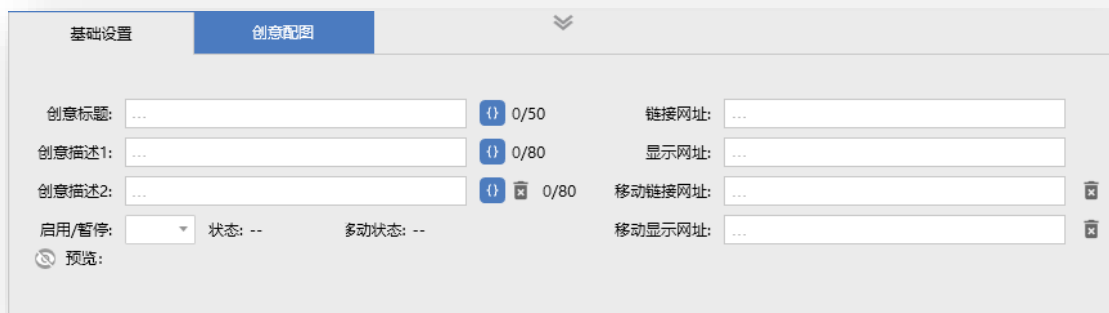 基础设置 创意配图
创意标题: ... {} 0/50 链接网址: ...
创意描述1: ... {} 0/80 显示网址: ...
创意描述2: ... {} 0/80 移动链接网址: ...
启用/暂停: 状态: -- 多动状态: -- 移动显示网址: ...
预览: